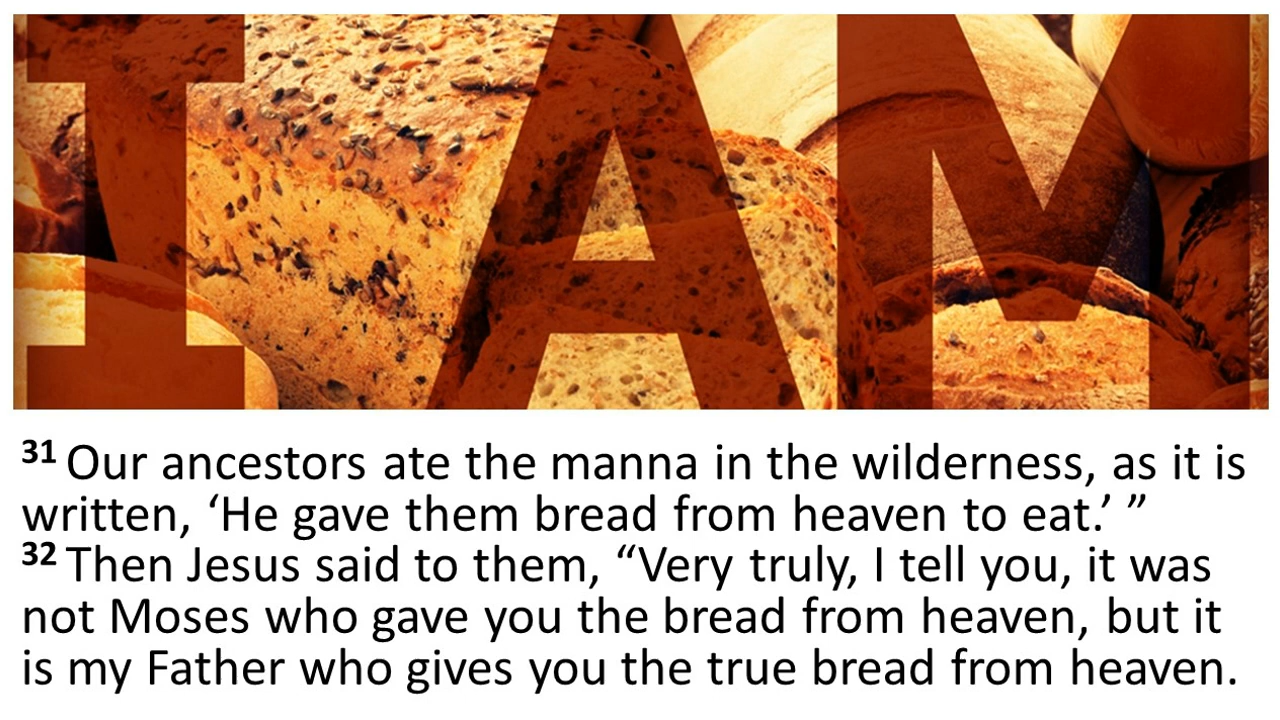 I AM
³¹ Our ancestors ate the manna in the wilderness, as it is
written, ‘He gave them bread from heaven to eat.’ ”
³² Then Jesus said to them, “Very truly, I tell you, it was
not Moses who gave you the bread from heaven, but it
is my Father who gives you the true bread from heaven.